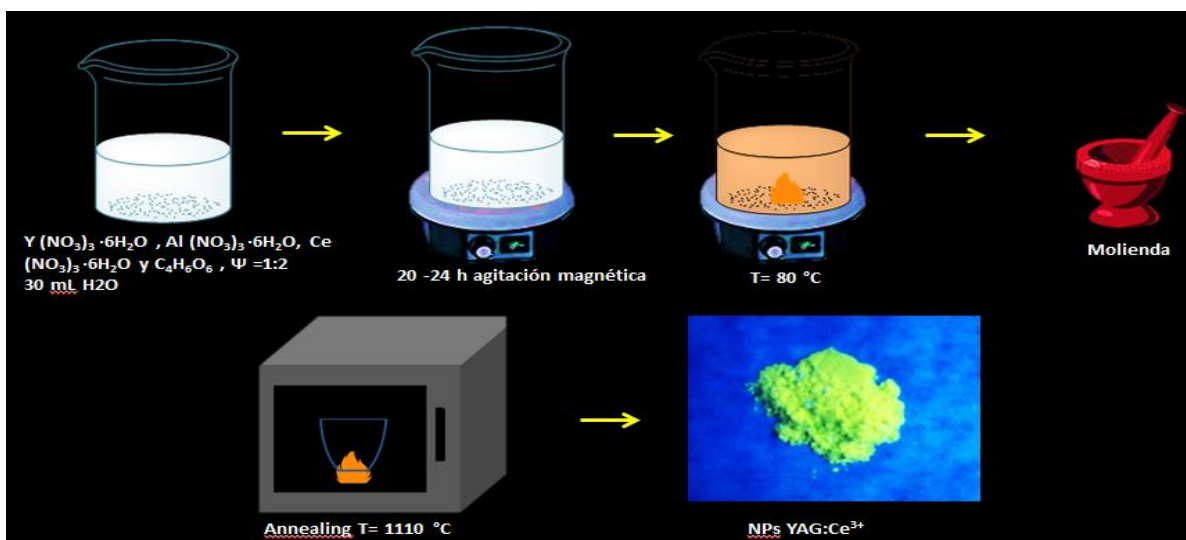 Y (NO₃)₃ ·6H₂O , Al (NO₃)₃ ·6H₂O, Ce
(NO₃)₃ ·6H₂O y C₄H₆O₆ , Ψ =1:2
30 mL H2O
20 -24 h agitación magnética
T= 80 °C
Molienda
Annealing T= 1110 °C
NPs YAG:Ce³⁺